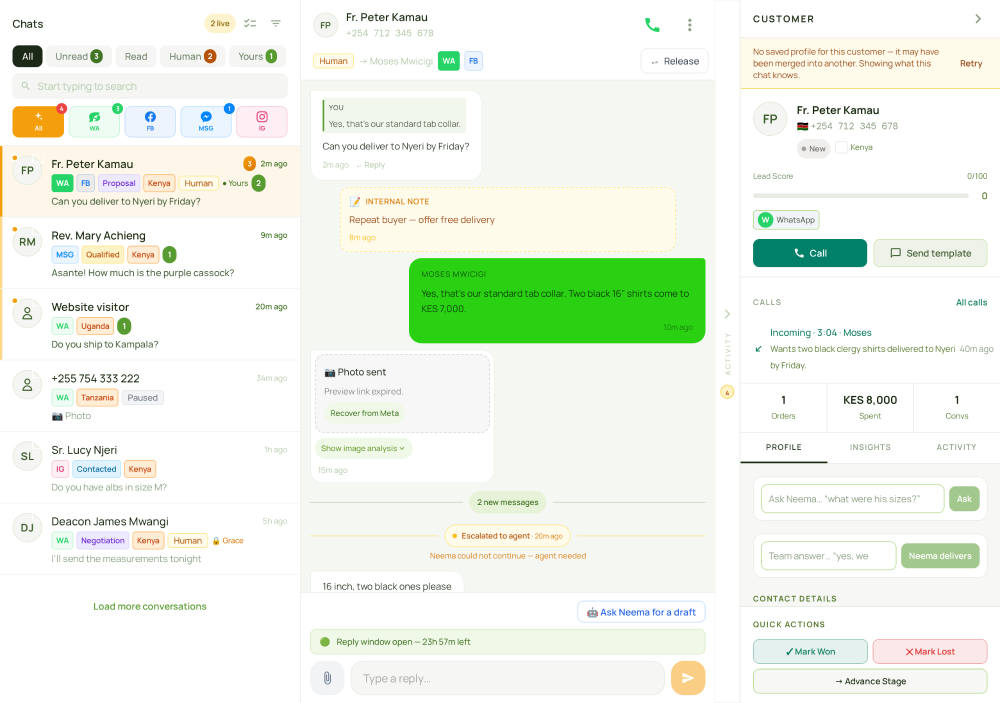 Chats
2 live
All
Unread 3
Read
Human 2
Yours 1
Start typing to search
4
All
3
WA
FB
1
MSG
IG
FP
Fr. Peter Kamau
3
2m ago
WA FB Proposal Kenya Human • Yours 2
Can you deliver to Nyeri by Friday?
RM
Rev. Mary Achieng
9m ago
MSG Qualified Kenya 1
Asante! How much is the purple cassock?
Website visitor
20m ago
WA Uganda 1
Do you ship to Kampala?
+255 754 333 222
34m ago
WA Tanzania Paused
📷 Photo
SL
Sr. Lucy Njeri
1h ago
IG Contacted Kenya
Do you have albs in size M?
DJ
Deacon James Mwangi
5h ago
WA Negotiation Kenya Human 🔒 Grace
I'll send the measurements tonight
Load more conversations
FP
Fr. Peter Kamau
+254 712 345 678
Human → Moses Mwicigi WA FB
↩ Release
YOU
Yes, that's our standard tab collar.
Can you deliver to Nyeri by Friday?
2m ago ↩ Reply
📝 INTERNAL NOTE
Repeat buyer — offer free delivery
8m ago
MOSES MWICIGI
Yes, that's our standard tab collar. Two black 16" shirts come to
KES 7,000.
10m ago
📷 Photo sent
Preview link expired.
Recover from Meta
Show image analysis
15m ago
2 new messages
Escalated to agent · 20m ago
Neema could not continue — agent needed
16 inch, two black ones please
🤖 Ask Neema for a draft
Reply window open — 23h 57m left
Type a reply...
ACTIVITY
4
CUSTOMER
No saved profile for this customer — it may have
been merged into another. Showing what this
chat knows.
Retry
FP
Fr. Peter Kamau
🇰🇪 +254 712 345 678
New
Kenya
Lead Score
0/100
0
W WhatsApp
Call
Send template
CALLS
All calls
Incoming · 3:04 · Moses
↙ Wants two black clergy shirts delivered to Nyeri 40m ago
by Friday.
1
Orders
KES 8,000
Spent
1
Convs
PROFILE
INSIGHTS
ACTIVITY
Ask Neema… "what were his sizes?"
Ask
Team answer… "yes, we
Neema delivers
CONTACT DETAILS
QUICK ACTIONS
✓ Mark Won
✕ Mark Lost
→ Advance Stage